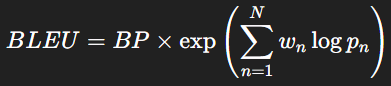 BLEU = BP × exp ( ∑_{n=1}^{N} w_n log p_n )